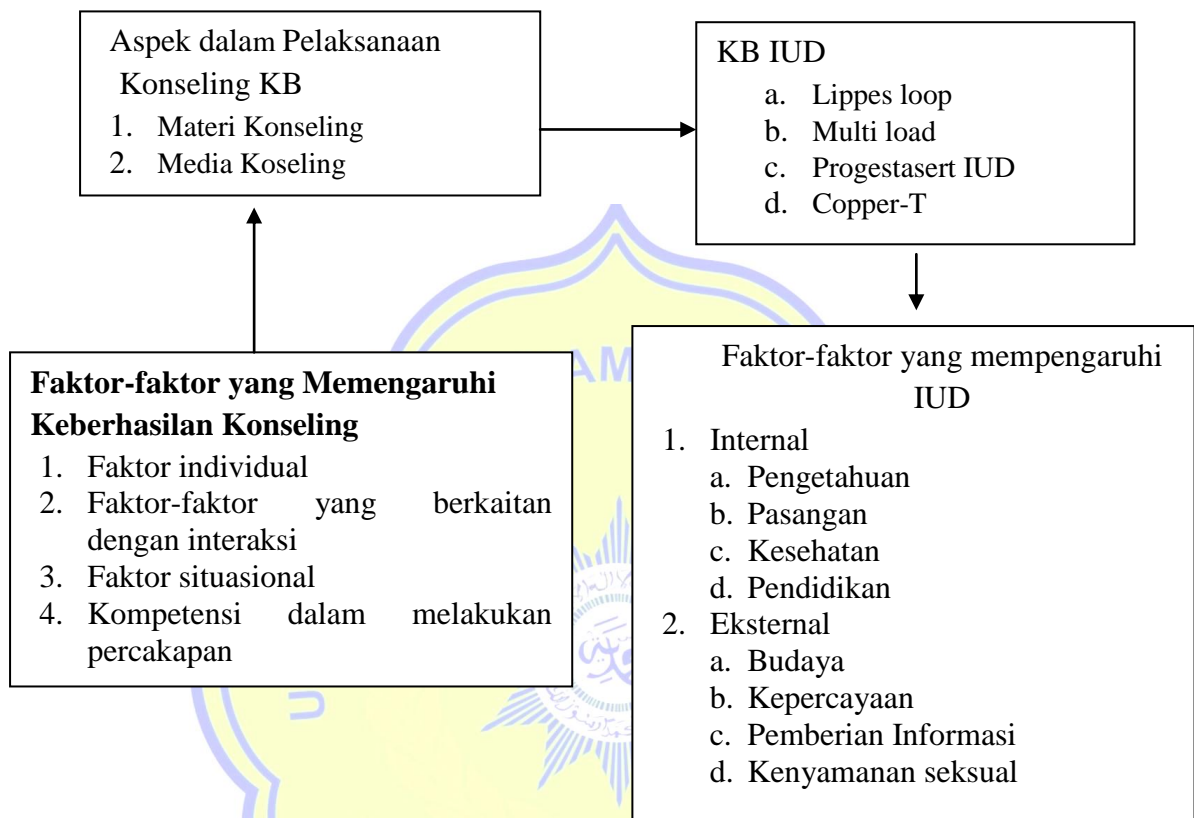 Aspek dalam Pelaksanaan
Konseling KB
1. Materi Konseling
2. Media Koseling
KB IUD
a. Lippes loop
b. Multi load
c. Progestasert IUD
d. Copper-T
Faktor-faktor yang Memengaruhi
Keberhasilan Konseling
1. Faktor individual
2. Faktor-faktor yang berkaitan
dengan interaksi
3. Faktor situasional
4. Kompetensi dalam melakukan
percakapan
Faktor-faktor yang mempengaruhi
IUD
1. Internal
a. Pengetahuan
b. Pasangan
c. Kesehatan
d. Pendidikan
2. Eksternal
a. Budaya
b. Kepercayaan
c. Pemberian Informasi
d. Kenyamanan seksual